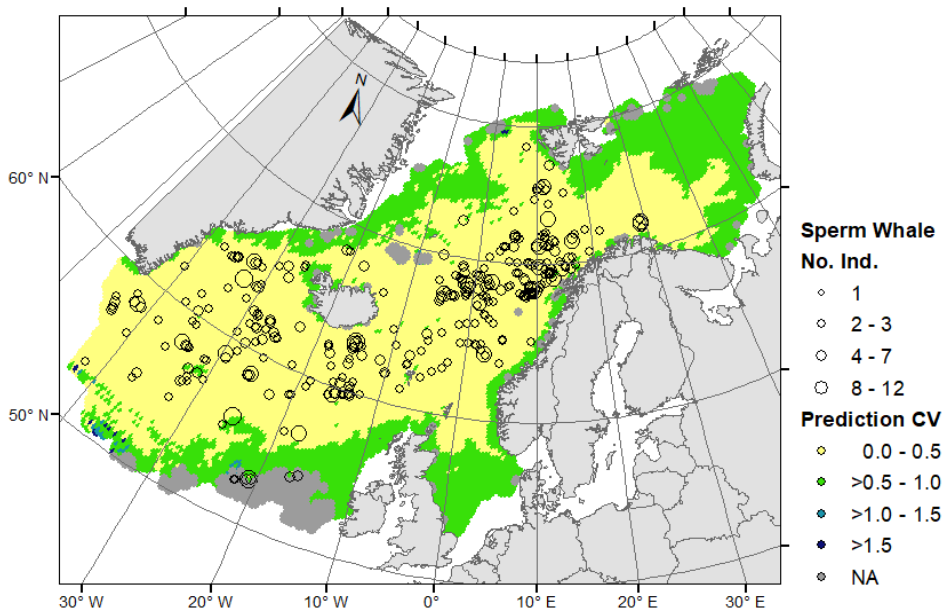 N
60° N
50° N
30° W
20° W
10° W
0°
10° E
20° E
30° E
Sperm Whale
No. Ind.
1
2 - 3
4 - 7
8 - 12
Prediction CV
0.0 - 0.5
>0.5 - 1.0
>1.0 - 1.5
>1.5
NA